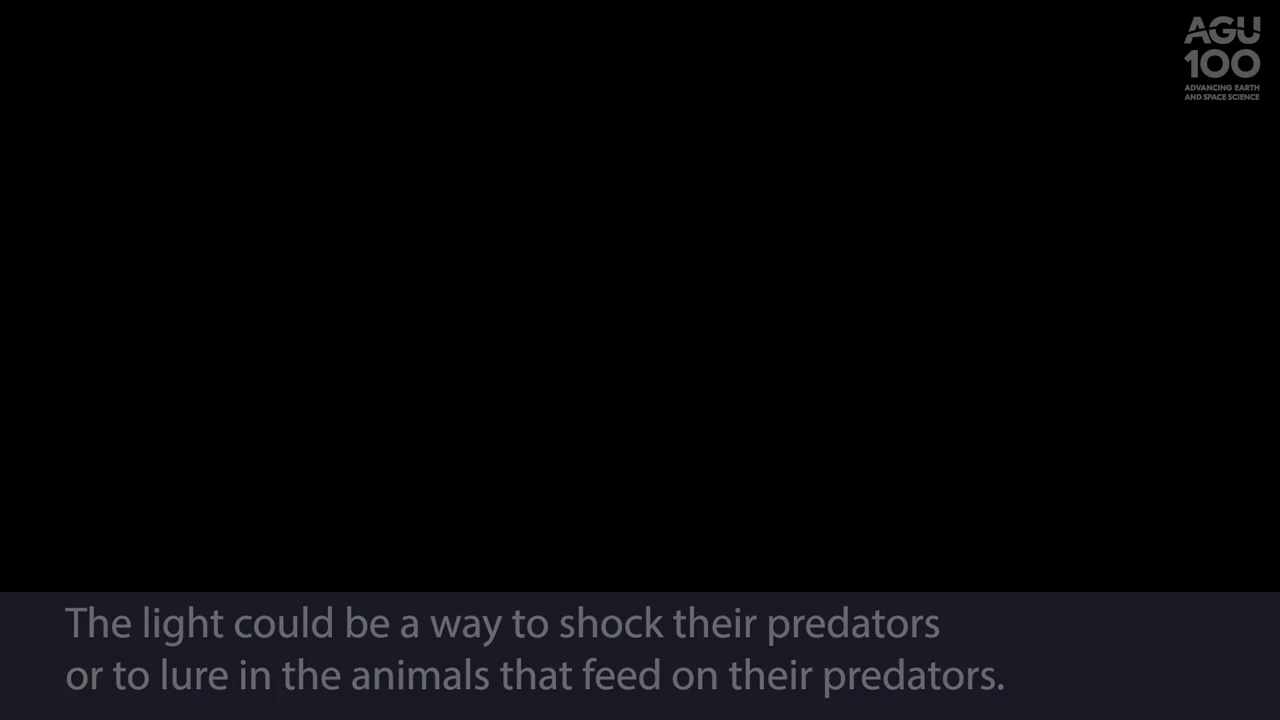 AGU
100
ADVANCING EARTH
AND SPACE SCIENCE
The light could be a way to shock their predators
or to lure in the animals that feed on their predators.